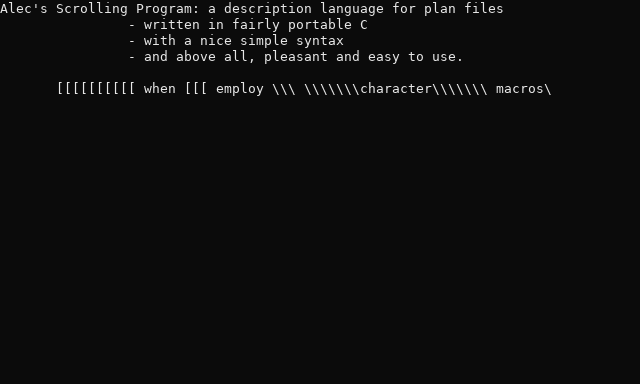 Alec's Scrolling Program: a description language for plan files
- written in fairly portable C
- with a nice simple syntax
- and above all, pleasant and easy to use.
[[[[[[[[[[ when [[[ employ \\\ \\\\\\\character\\\\\\\ macros\